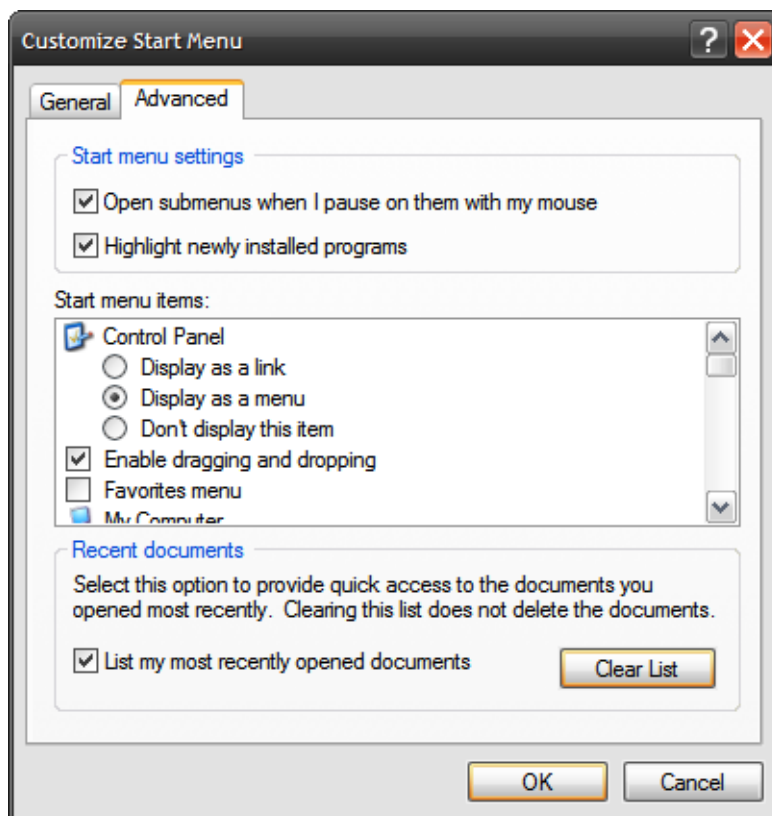 Customize Start Menu
?
General
Advanced
Start menu settings
Open submenus when I pause on them with my mouse
Highlight newly installed programs
Start menu items:
Control Panel
Display as a link
Display as a menu
Don't display this item
Enable dragging and dropping
Favorites menu
My Computer
Recent documents
Select this option to provide quick access to the documents you
opened most recently. Clearing this list does not delete the documents.
List my most recently opened documents
Clear List
OK
Cancel